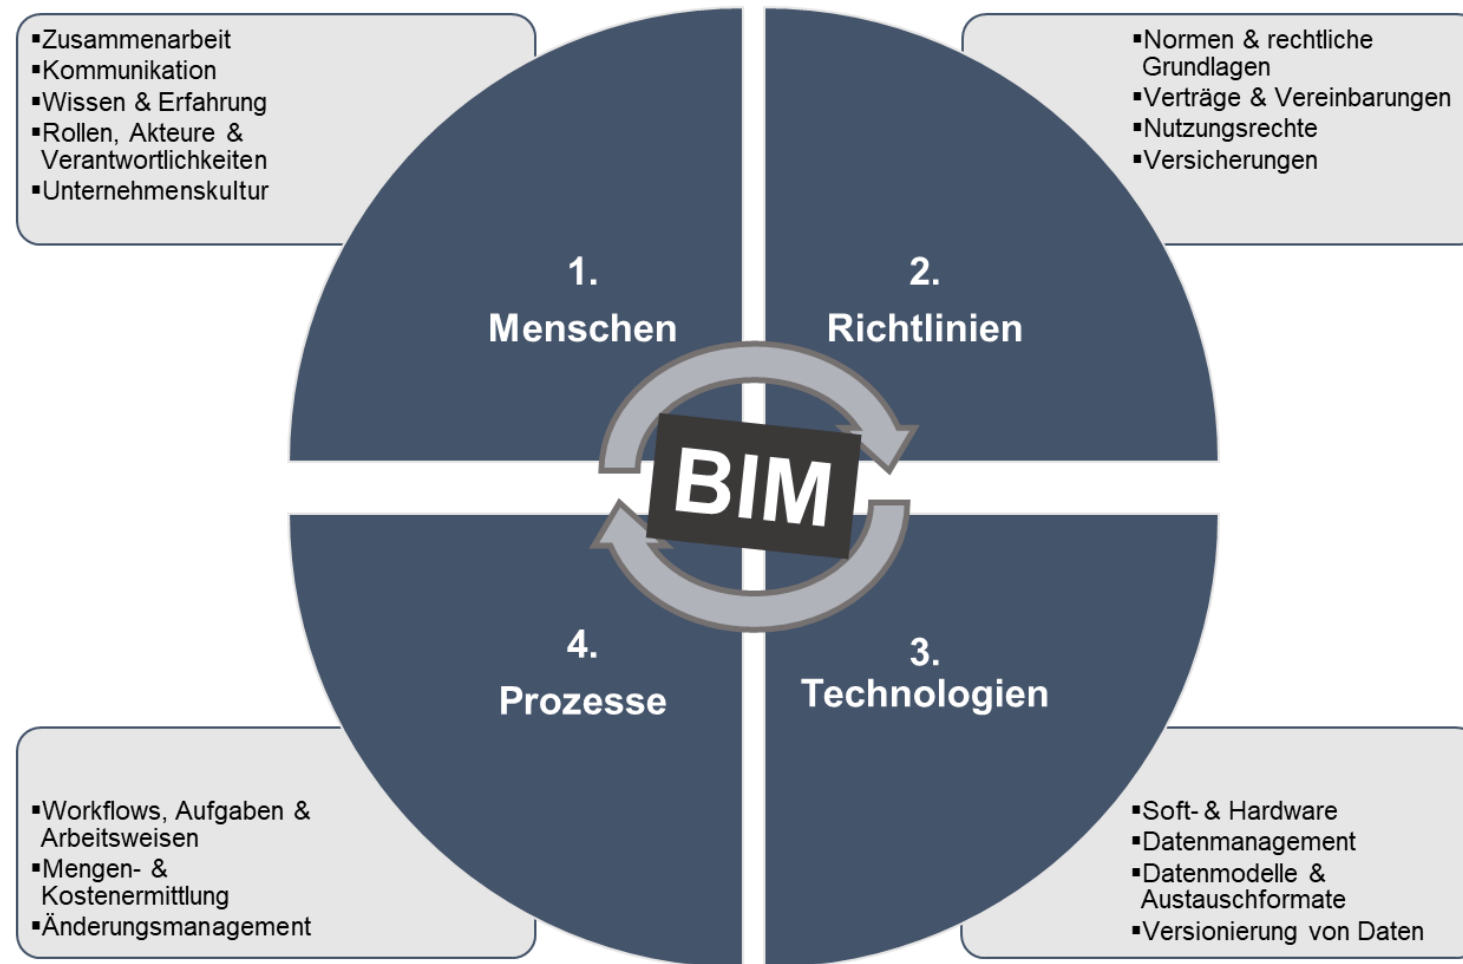 ▪Zusammenarbeit
▪Kommunikation
▪Wissen & Erfahrung
▪Rollen, Akteure &
Verantwortlichkeiten
▪Unternehmenskultur
▪Normen & rechtliche
Grundlagen
▪Verträge & Vereinbarungen
▪Nutzungsrechte
▪Versicherungen
1.
Menschen
2.
Richtlinien
BIM
4.
Prozesse
3.
Technologien
▪Workflows, Aufgaben &
Arbeitsweisen
▪Mengen- &
Kostenermittlung
▪Änderungsmanagement
▪Soft- & Hardware
▪Datenmanagement
▪Datenmodelle &
Austauschformate
▪Versionierung von Daten